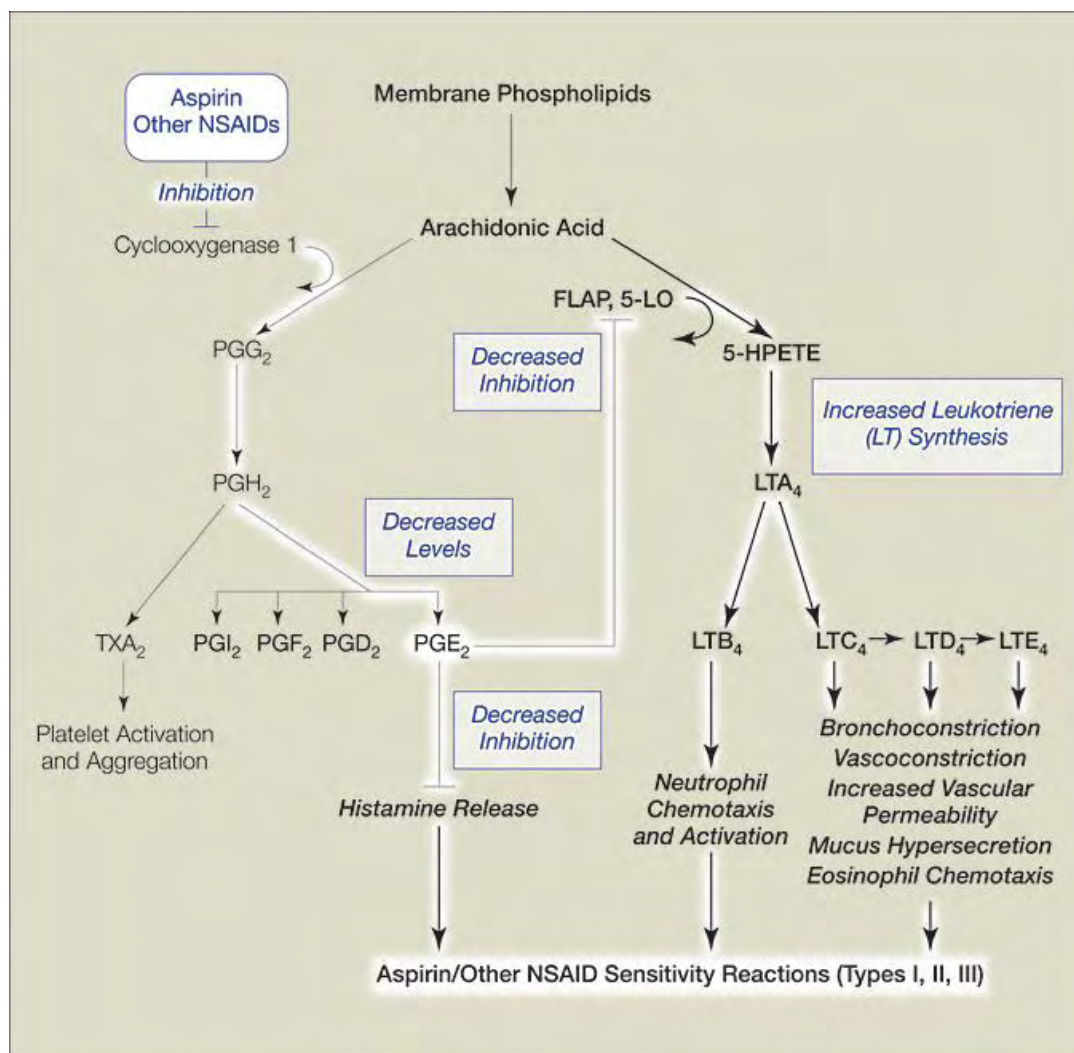 Aspirin
Other NSAIDs
Membrane Phospholipids
Inhibition
Arachidonic Acid
Cyclooxygenase 1
FLAP, 5-LO
PGG₂
Decreased
Inhibition
5-HPETE
Increased Leukotriene
(LT) Synthesis
PGH₂
LTA₄
Decreased
Levels
TXA₂
PGI₂ PGF₂ PGD₂ PGE₂
LTB₄
LTC₄ LTD₄ LTE₄
Platelet Activation
and Aggregation
Decreased
Inhibition
Bronchoconstriction
Vasoconstriction
Increased Vascular
Permeability
Mucus Hypersecretion
Eosinophil Chemotaxis
Neutrophil
Chemotaxis
and Activation
Histamine Release
Aspirin/Other NSAID Sensitivity Reactions (Types I, II, III)